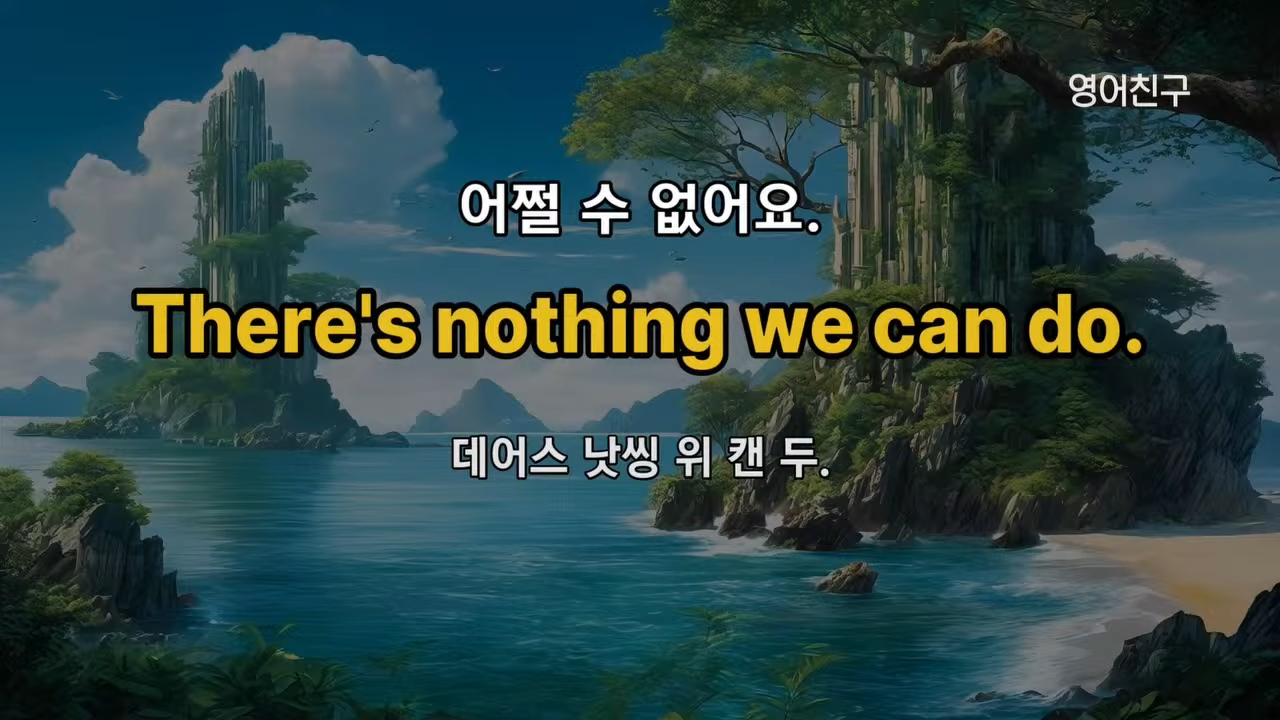 영어친구
어쩔 수 없어요.
There's nothing we can do.
데어스 낫씽 위 캔 두.